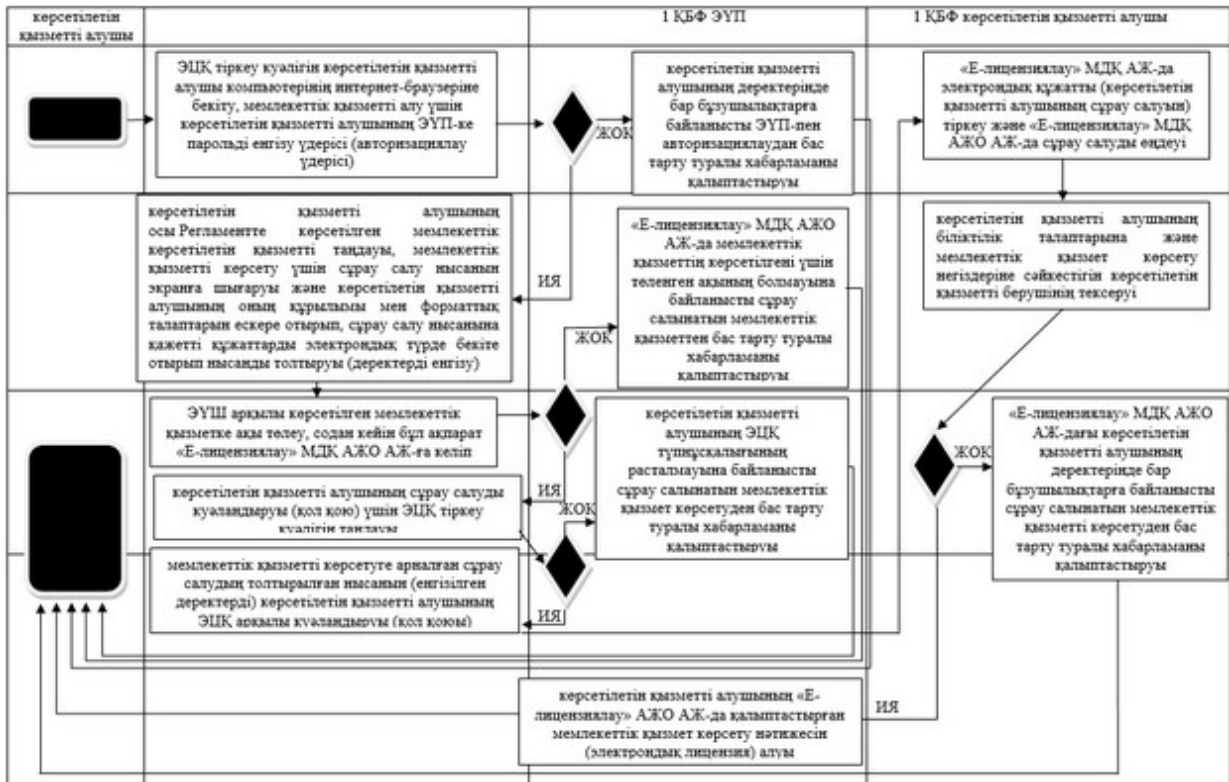 көрсетілетін
қызметті алушы
1 ҚБФ ЭҮП
1 ҚБФ көрсетілетін қызметті алушы
ЭЦҚ тіркеу куәлігін көрсетілетін қызметті
алушы компьютерінің интернет-браузеріне
бекіту, мемлекеттік қызметті алу үшін
көрсетілетін қызметті алушының ЭҮП-ке
парольді енгізу үдерісі (авторизациялау
үдерісі)
ЖОК
көрсетілетін қызметті
алушының деректерінде
бар бұзушылықтарға
байланысты ЭҮП-пен
авторизациялаудан бас
тарту туралы хабарламаны
қалыптастыруы
«Е-лицензиялау» МДҚ АЖ-да
электрондық құжатты (көрсетілетін
қызметті алушының сұрау салуын)
тіркеу және «Е-лицензиялау» МДҚ
АЖО АЖ-да сұрау салуды өңдеуі
көрсетілетін қызметті алушының
осы Регламентте көрсетілген мемлекеттік
көрсетілетін қызметті таңдауы, мемлекеттік
қызметті көрсету үшін сұрау салу нысанын
экранға шығаруы және көрсетілетін қызметті
алушының оның құрылымы мен форматтық
талаптарын ескере отырып, сұрау салу нысанына
қажетті құжаттарды электрондық түрде бекіте
отырып нысанды толтыруы (деректерді енгізу)
ИЯ
«Е-лицензиялау» МДҚ АЖО
АЖ-да мемлекеттік
қызметтің көрсетілгені үшін
төленген ақының болмауына
байланысты сұрау
салынатын мемлекеттік
қызметтен бас тарту туралы
хабарламаны
қалыптастыруы
ЖОК
көрсетілетін қызметті алушының
біліктілік талаптарына және
мемлекеттік қызмет көрсету
негіздеріне сәйкестігін көрсетілетін
қызметті берушінің тексеруі
ЭҮШ арқылы көрсетілген мемлекеттік
қызметке ақы төлеу, содан кейін бұл ақпарат
«Е-лицензиялау» МДҚ АЖО АЖ-ға келіп
ИЯ
көрсетілетін қызметті
алушының ЭЦҚ
түпнұсқалығының
расталмауына байланысты
сұрау салынатын мемлекеттік
қызмет көрсетуден бас тарту
туралы хабарламаны
қалыптастыруы
ЖОК
«Е-лицензиялау» МДҚ АЖО
АЖ-дағы көрсетілетін
қызметті алушының
деректерінде бар
бұзушылықтарға байланысты
сұрау салынатын мемлекеттік
қызметті көрсетуден бас
тарту туралы хабарламаны
қалыптастыруы
көрсетілетін қызметті алушының сұрау салуды
куәландыруы (қол қою) үшін ЭЦҚ тіркеу
куәлігін таңдауы
ЖОК
мемлекеттік қызметті көрсетуге арналған сұрау
салудың толтырылған нысанын (енгізілген
деректерді) көрсетілетін қызметті алушының
ЭЦҚ арқылы куәландыруы (қол қоюы)
ИЯ
көрсетілетін қызметті алушының «Е-
лицензиялау» АЖО АЖ-да қалыптастырған
мемлекеттік қызмет көрсету нәтижесін
(электрондық лицензия) алуы
ИЯ